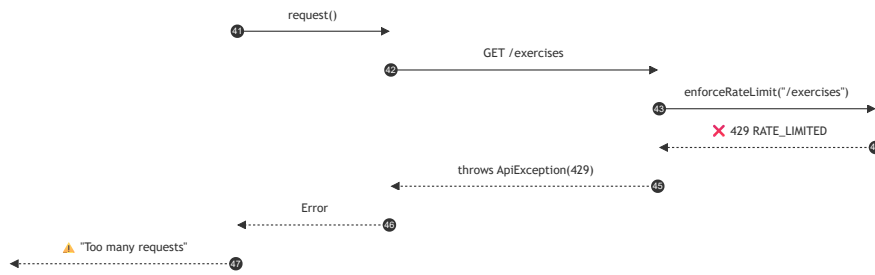 request()
41
GET /exercises
42
enforceRateLimit("/exercises")
43
❌ 429 RATE_LIMITED
throws ApiException(429)
45
Error
46
⚠️ "Too many requests"
47